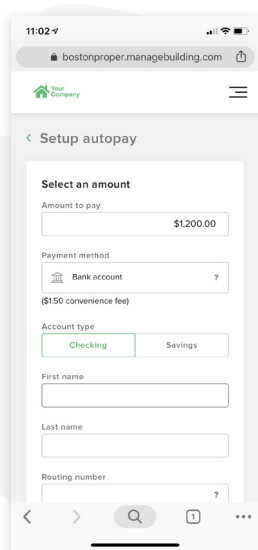 11:02
bostonproper.managebuilding.com
Your
Company
Setup autopay
Select an amount
Amount to pay
$1,200.00
Payment method
Bank account ?
($1.50 convenience fee)
Account type
Checking Savings
First name
Last name
Routing number
?
1